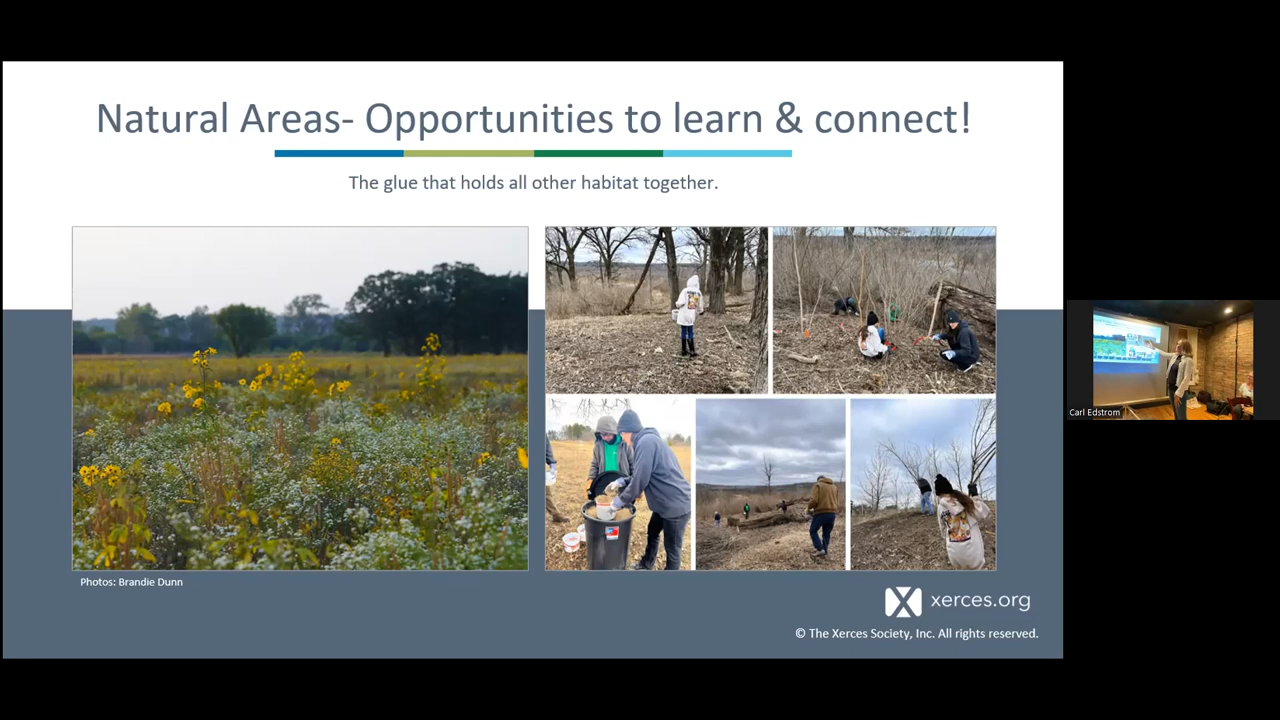 Natural Areas- Opportunities to learn & connect!
The glue that holds all other habitat together.
Photos: Brandie Dunn
xerces.org
© The Xerces Society, Inc. All rights reserved.
Carl Edstrom